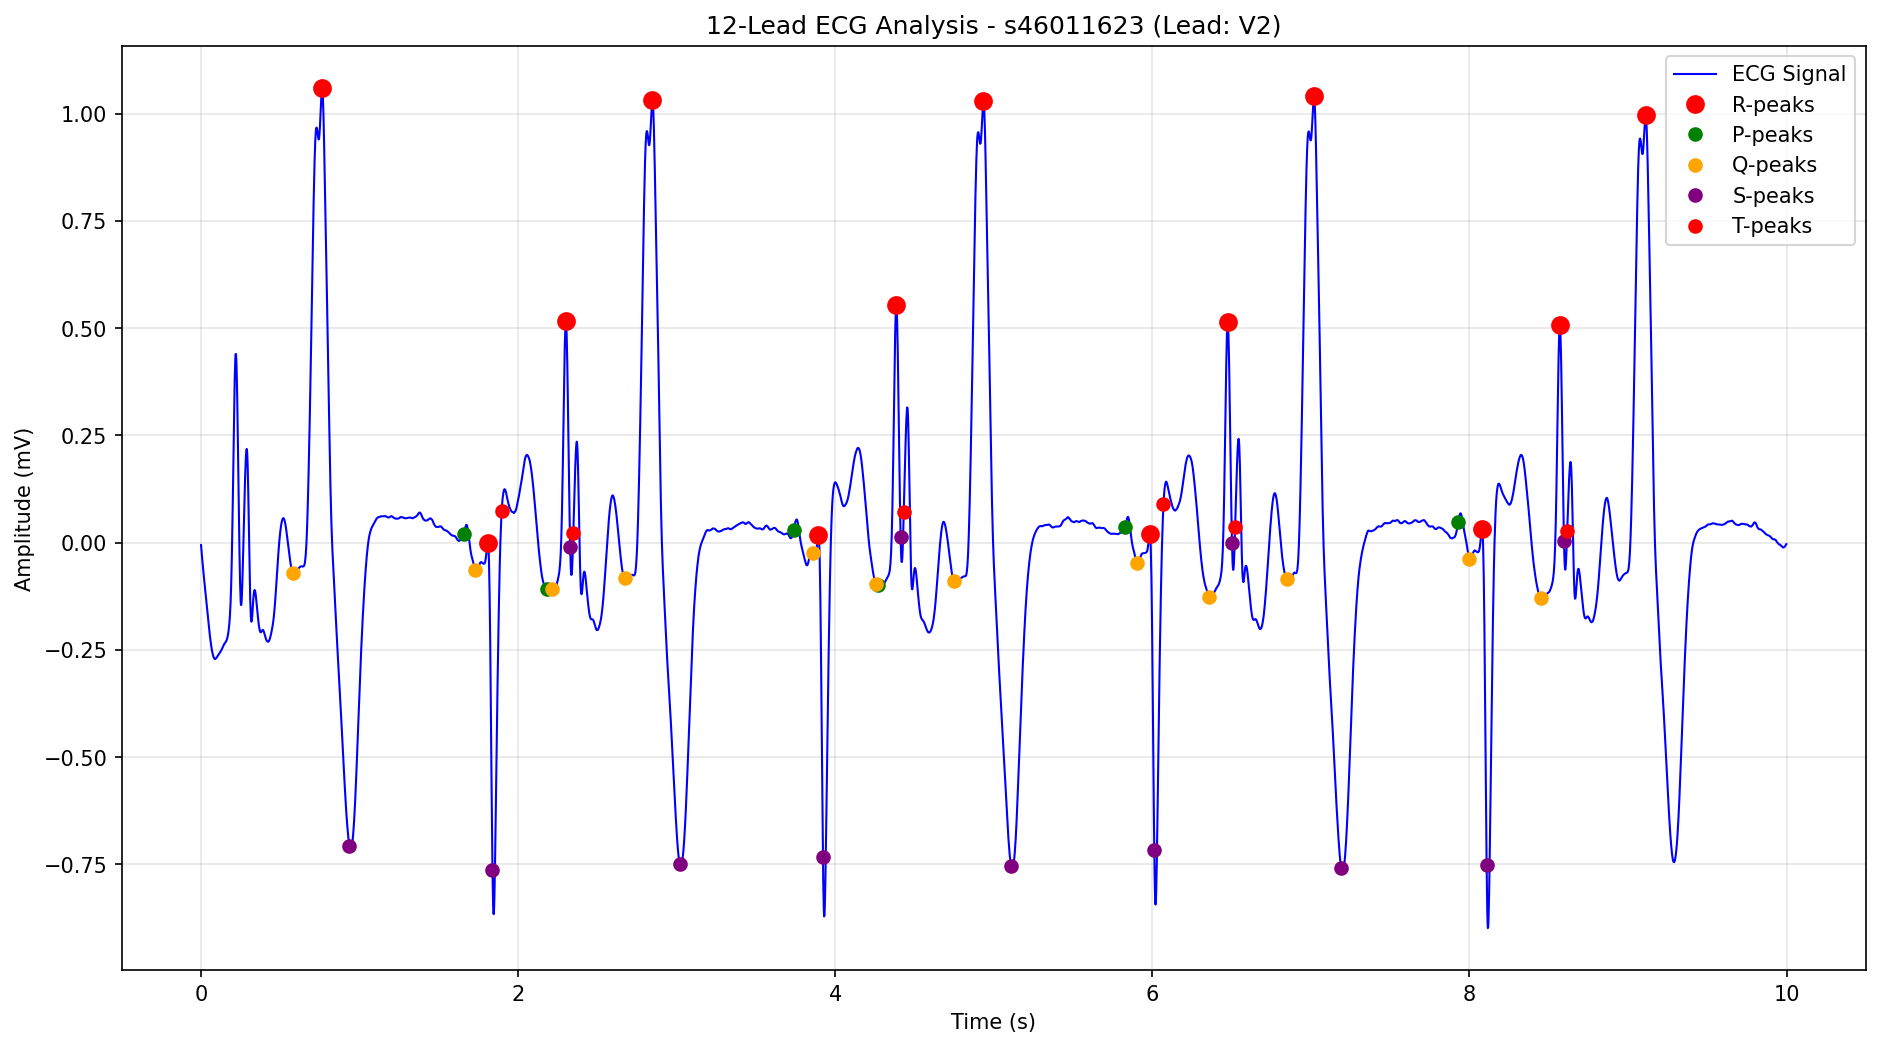 12-Lead ECG Analysis - s46011623 (Lead: V2)
ECG Signal
R-peaks
P-peaks
Q-peaks
S-peaks
T-peaks
Amplitude (mV)
1.00
0.75
0.50
0.25
0.00
−0.25
−0.50
−0.75
0 2 4 6 8 10
Time (s)